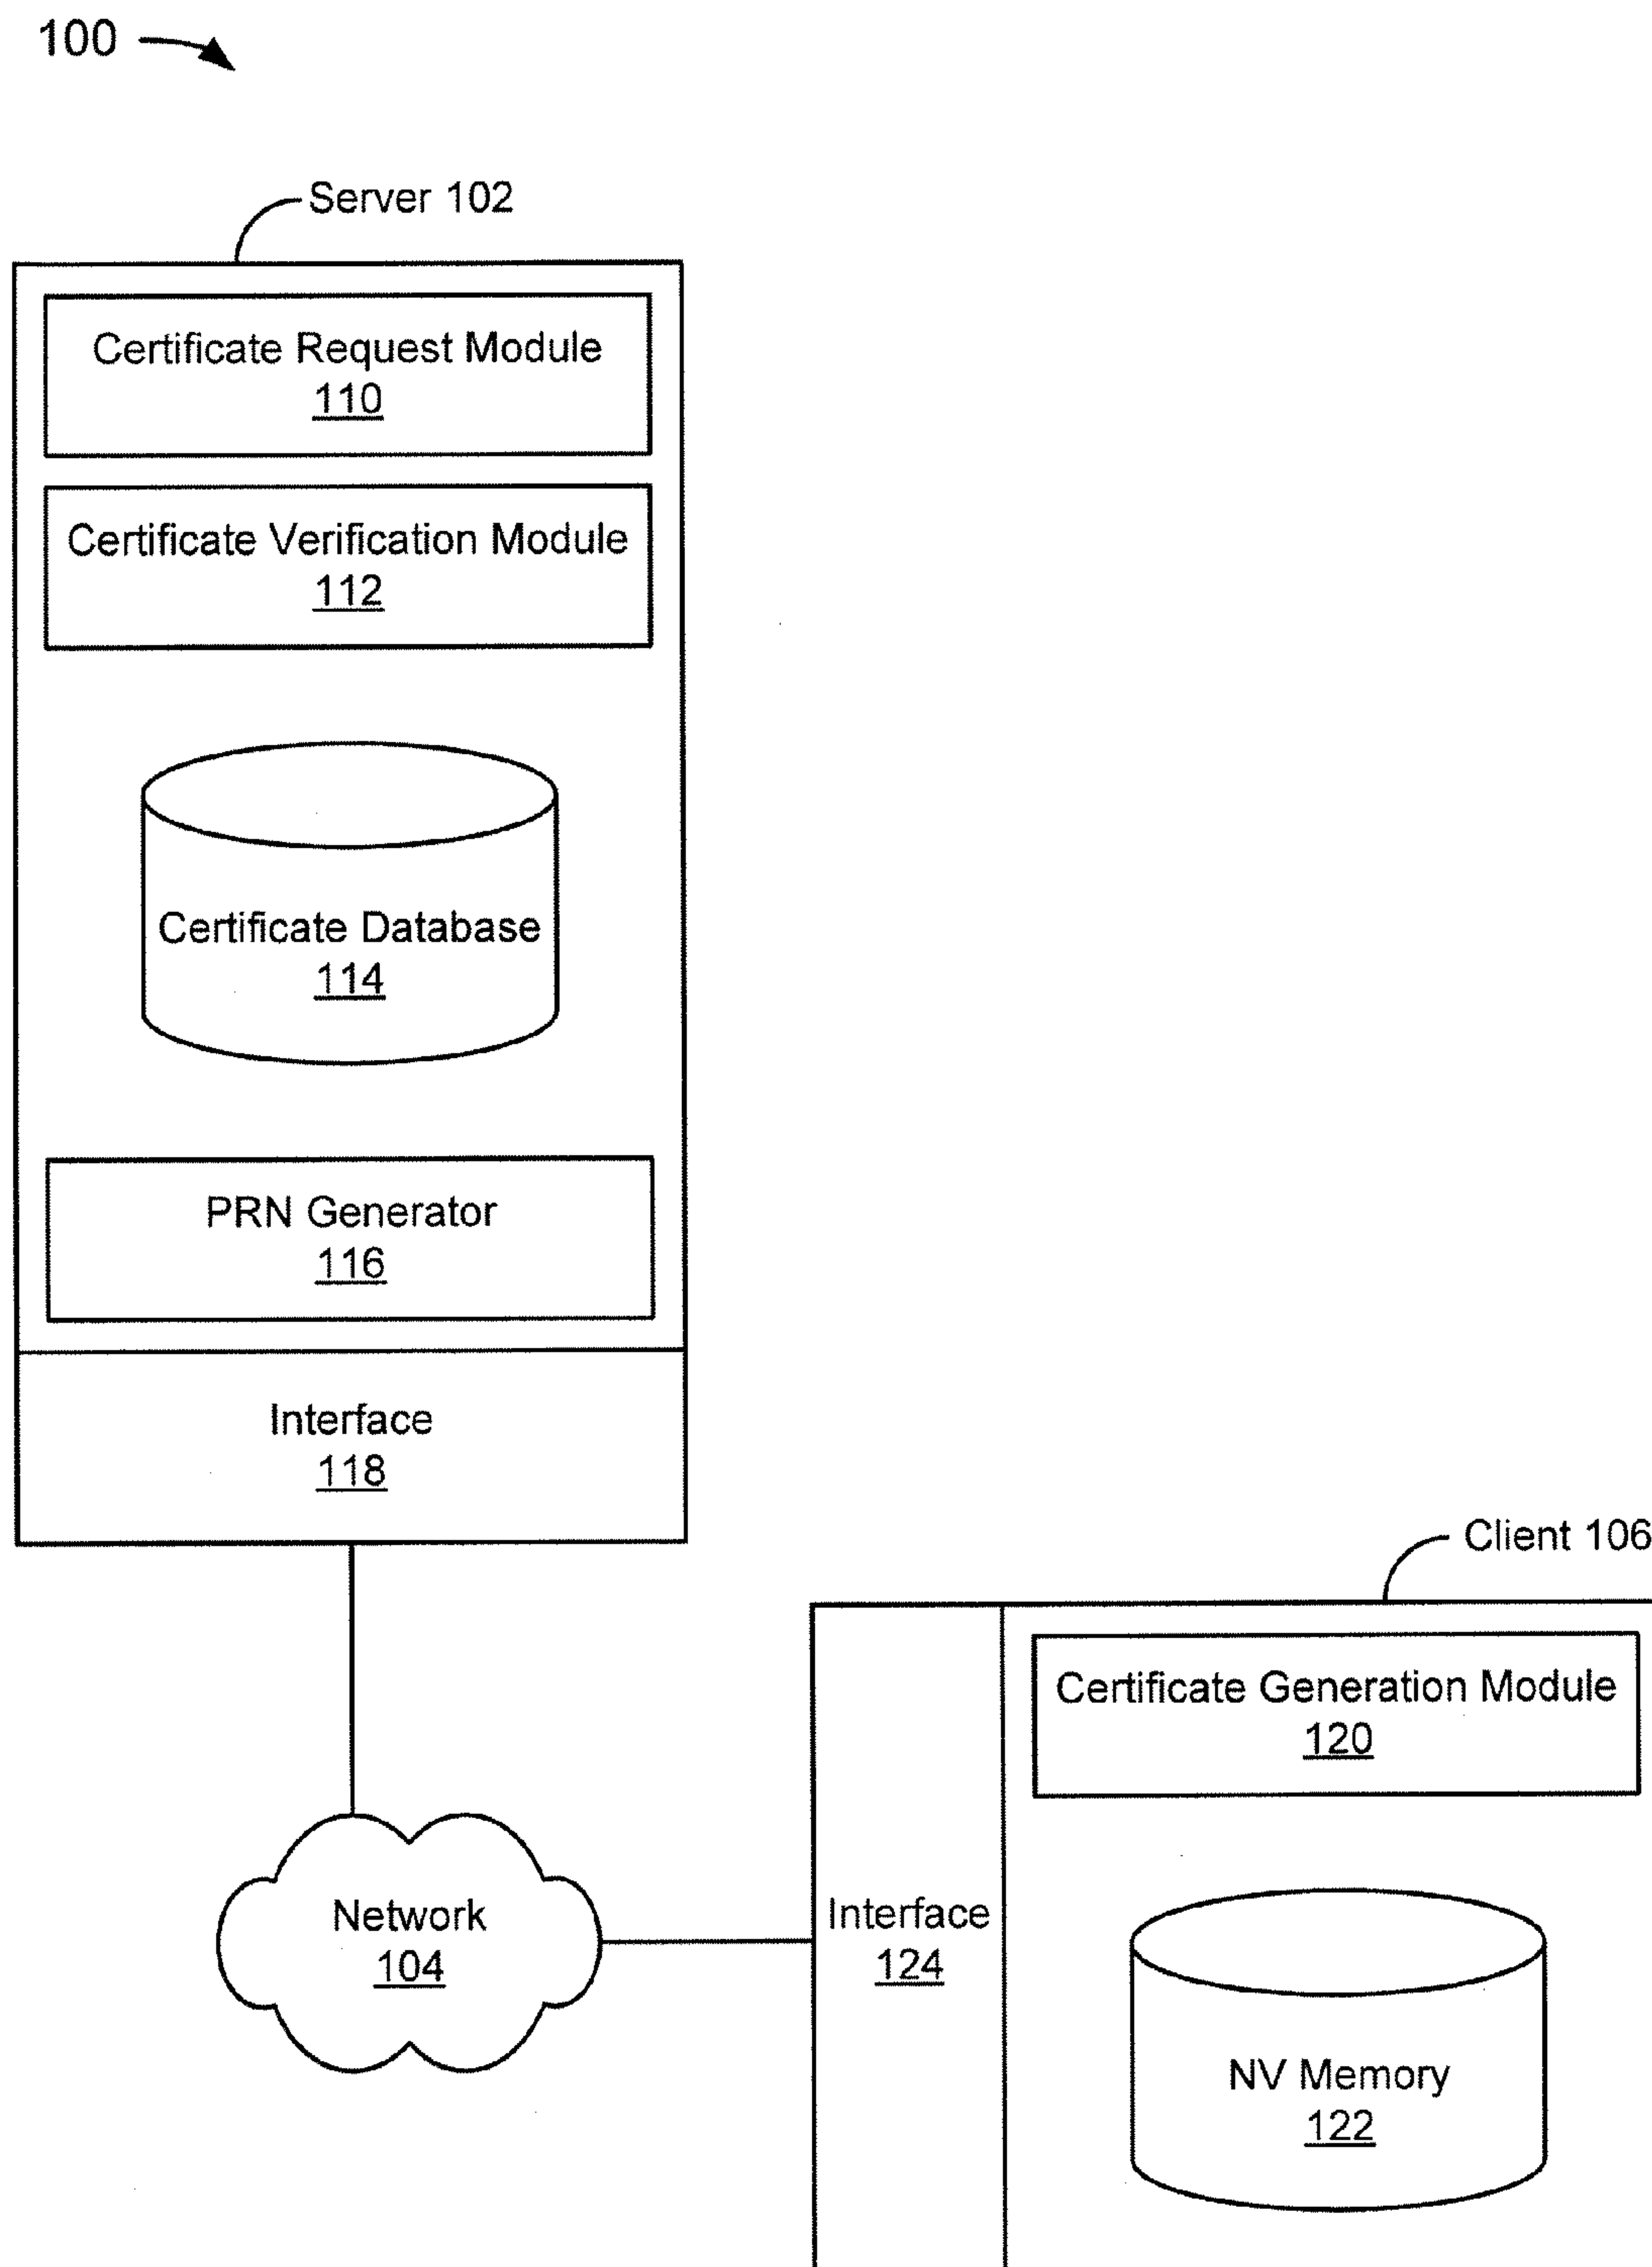 100
Server 102
Certificate Request Module
110
Certificate Verification Module
112
Certificate Database
114
PRN Generator
116
Interface
118
Client 106
Certificate Generation Module
120
Network
104
Interface
124
NV Memory
122